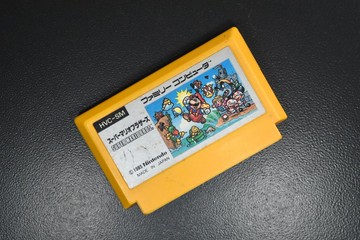 ファミリー コンピュータ
HVC-SM
スーパーマリオブラザーズ
©1985 Nintendo
MADE IN JAPAN